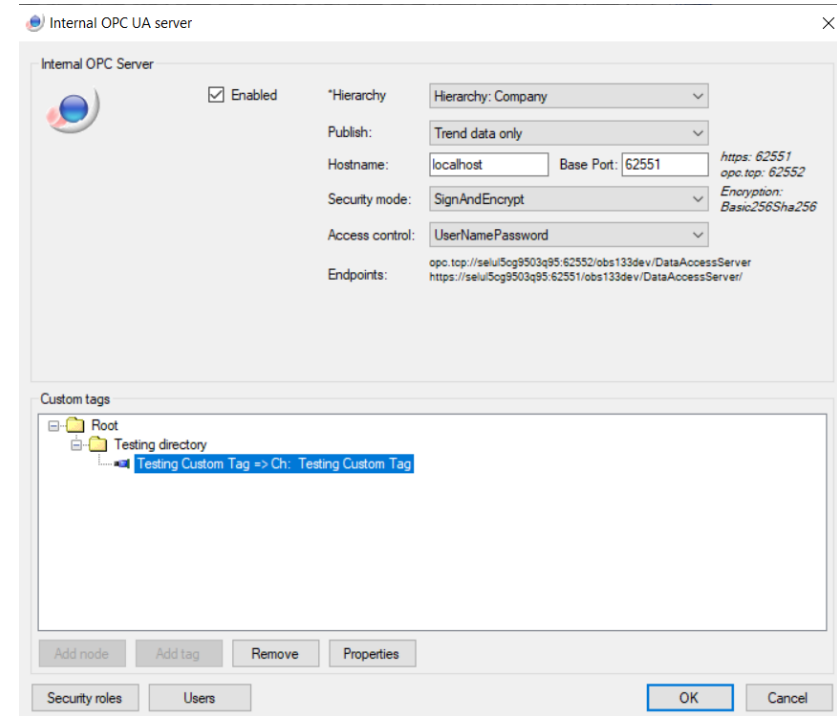 Internal OPC UA server
Internal OPC Server
Enabled
*Hierarchy
Hierarchy: Company
Publish:
Trend data only
Hostname:
localhost
Base Port:
62551
https: 62551
opc.tcp: 62552
Security mode:
SignAndEncrypt
Encryption:
Basic256Sha256
Access control:
UserNamePassword
Endpoints:
opc.tcp://selul5cg9503q95:62552/obs133dev/DataAccessServer
https://selul5cg9503q95:62551/obs133dev/DataAccessServer/
Custom tags
Root
Testing directory
Testing Custom Tag => Ch: Testing Custom Tag
Add node
Add tag
Remove
Properties
Security roles
Users
OK
Cancel